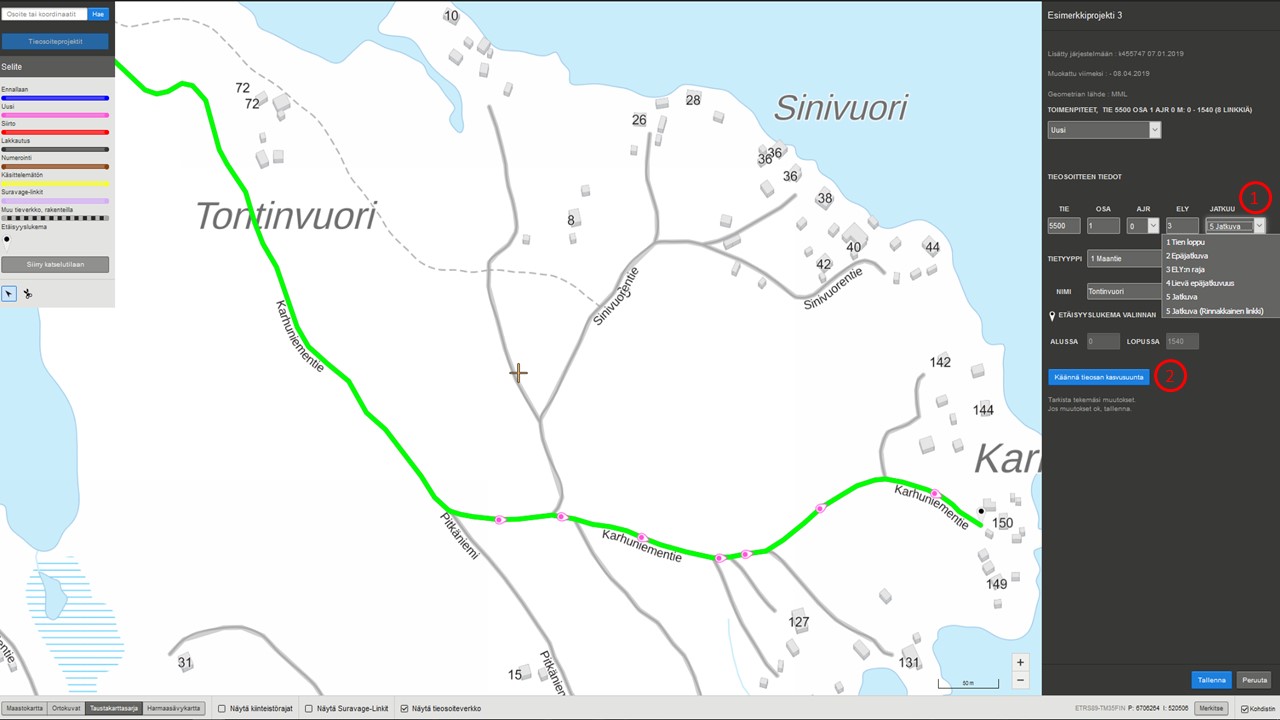 Osoite tai koordinaatit
Hae
Tieosoiteprojektit
Selite
Ennallaan
Uusi
Siirto
Lakkautus
Numerointi
Käsittelemätön
Suravage-linkit
Muu tieverkko, rakenteilla
Etäisyyslukema
Siirry katselutilaan
10
72
72
28
26
Sinivuori
36
36
36
38
8
40
44
42
Tontinvuori
Sinivuorentie
Sinivuorentie
Karhuniementie
142
144
Karl
Karhuniementie
150
Pitkäniemi
Karhuniementie
149
127
131
31
15
Pitkänien
50 m
+
−
Esimerkkiprojekti 3
Lisätty järjestelmään : k455747 07.01.2019
Muokattu viimeksi : - 08.04.2019
Geometrian lähde : MML
TOIMENPITEET, TIE 5500 OSA 1 AJR 0 M: 0 - 1540 (8 LINKKIÄ)
Uusi
TIEOSOITTEEN TIEDOT
1
TIE OSA AJR ELY JATKUU
5500 1 0 3 5 Jatkuva
1 Tien loppu
2 Epäjatkuva
3 ELY:n raja
4 Lievä epäjatkuvuus
5 Jatkuva
5 Jatkuva (Rinnakkainen linkki)
TIETYYPPI 1 Maantie
NIMI Tontinvuori
ETÄISYYSLUKEMA VALINNAN
ALUSSA 0 LOPUSSA 1540
Käännä tieosan kasvusuunta
2
Tarkista tekemäsi muutokset.
Jos muutokset ok, tallenna.
Tallenna Peruuta
Maastokartta Ortokuvat Taustakarttasarja Harmaasävykartta Näytä kiinteistörajat Näytä Suravage-Linkit Näytä tieosoiteverkko
ETRS89-TM35FIN P: 6706264 I: 520506 Merkitse Kohdistin